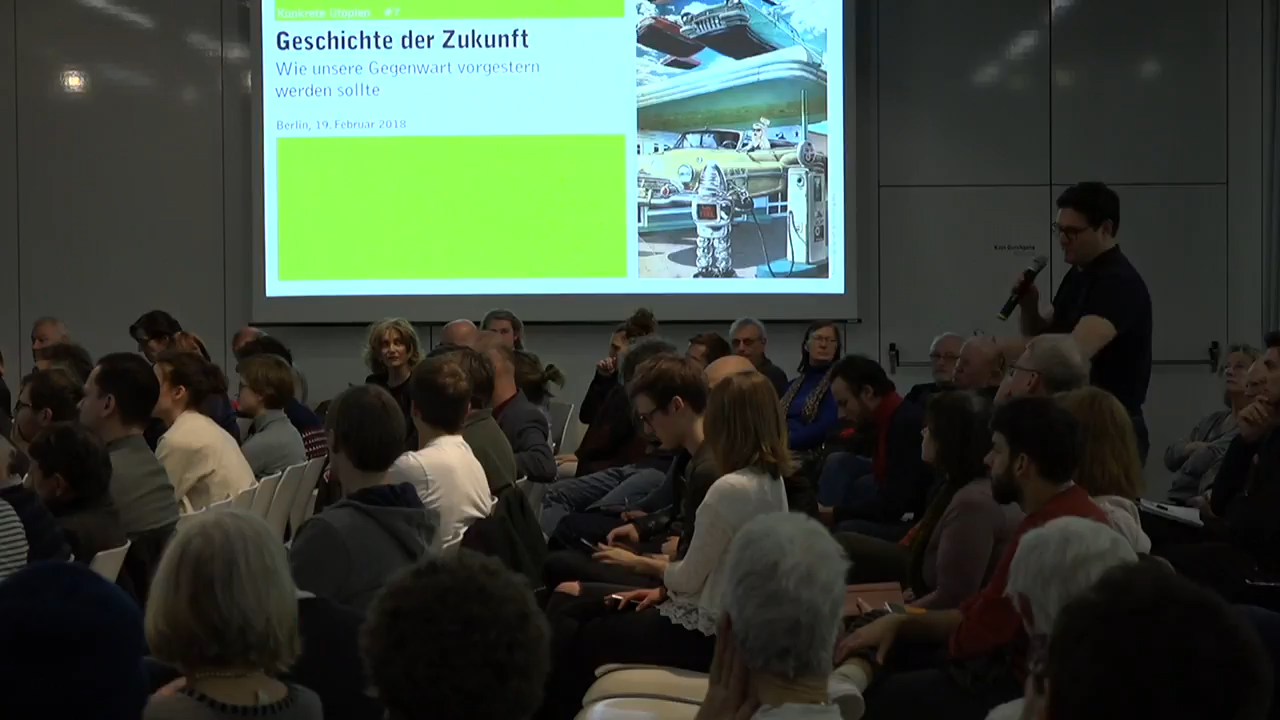 Konkrete Utopien #7
Geschichte der Zukunft
Wie unsere Gegenwart vorgestern
werden sollte
Berlin, 19. Februar 2018